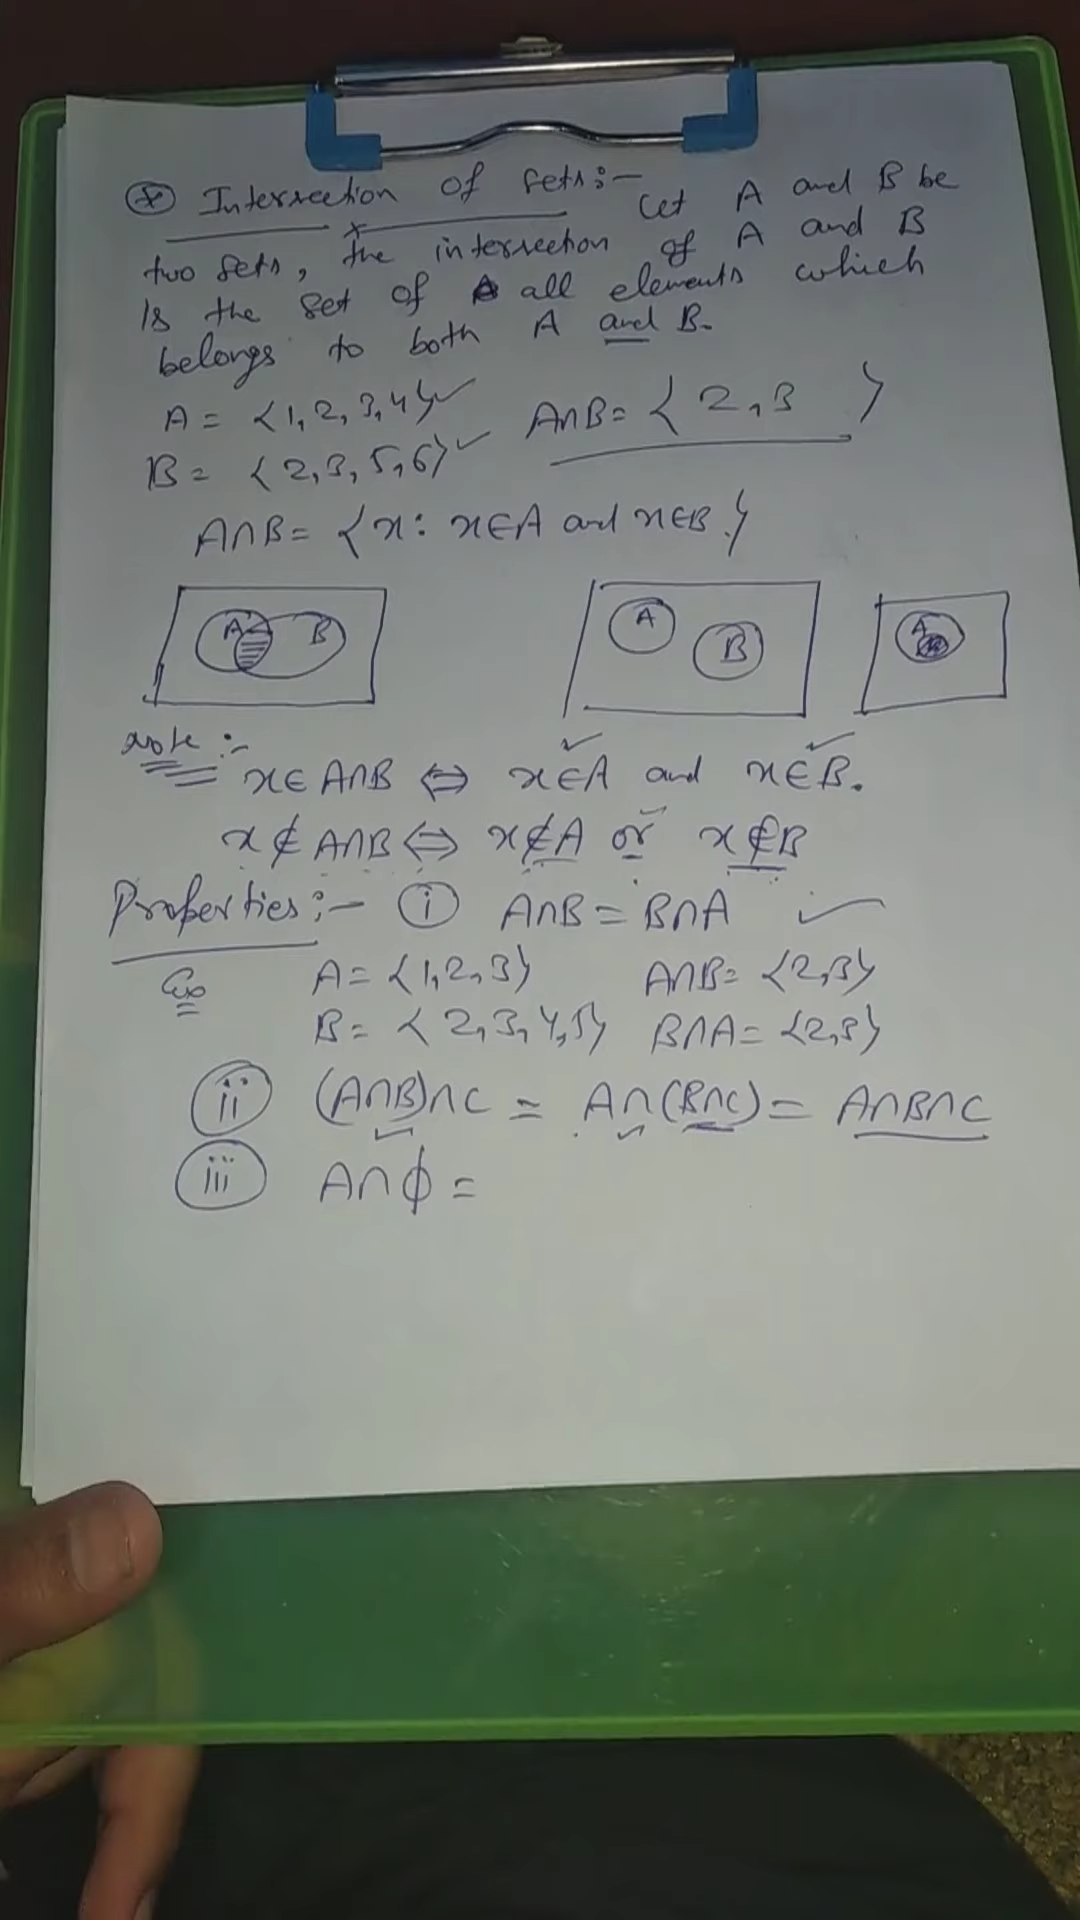 * Intersection of sets :- Let A and B be
two sets, the intersection of A and B
is the set of all elements which
belongs to both A and B.
A = {1, 2, 3, 4} ✓ A∩B = { 2, 3 }
B = {2, 3, 5, 6} ✓
A∩B = {x : x∈A and x∈B.}
A B A B A B
Note :-
x∈A∩B ⇔ x∈A and x∈B.
x∉A∩B ⇔ x∉A or x∉B
Properties :- (i) A∩B = B∩A ✓
A = {1, 2, 3} A∩B = {2, 3}
B = {2, 3, 4, 5} B∩A = {2, 3}
(ii) (A∩B)∩C = A∩(B∩C) = A∩B∩C
(iii) A∩ϕ =